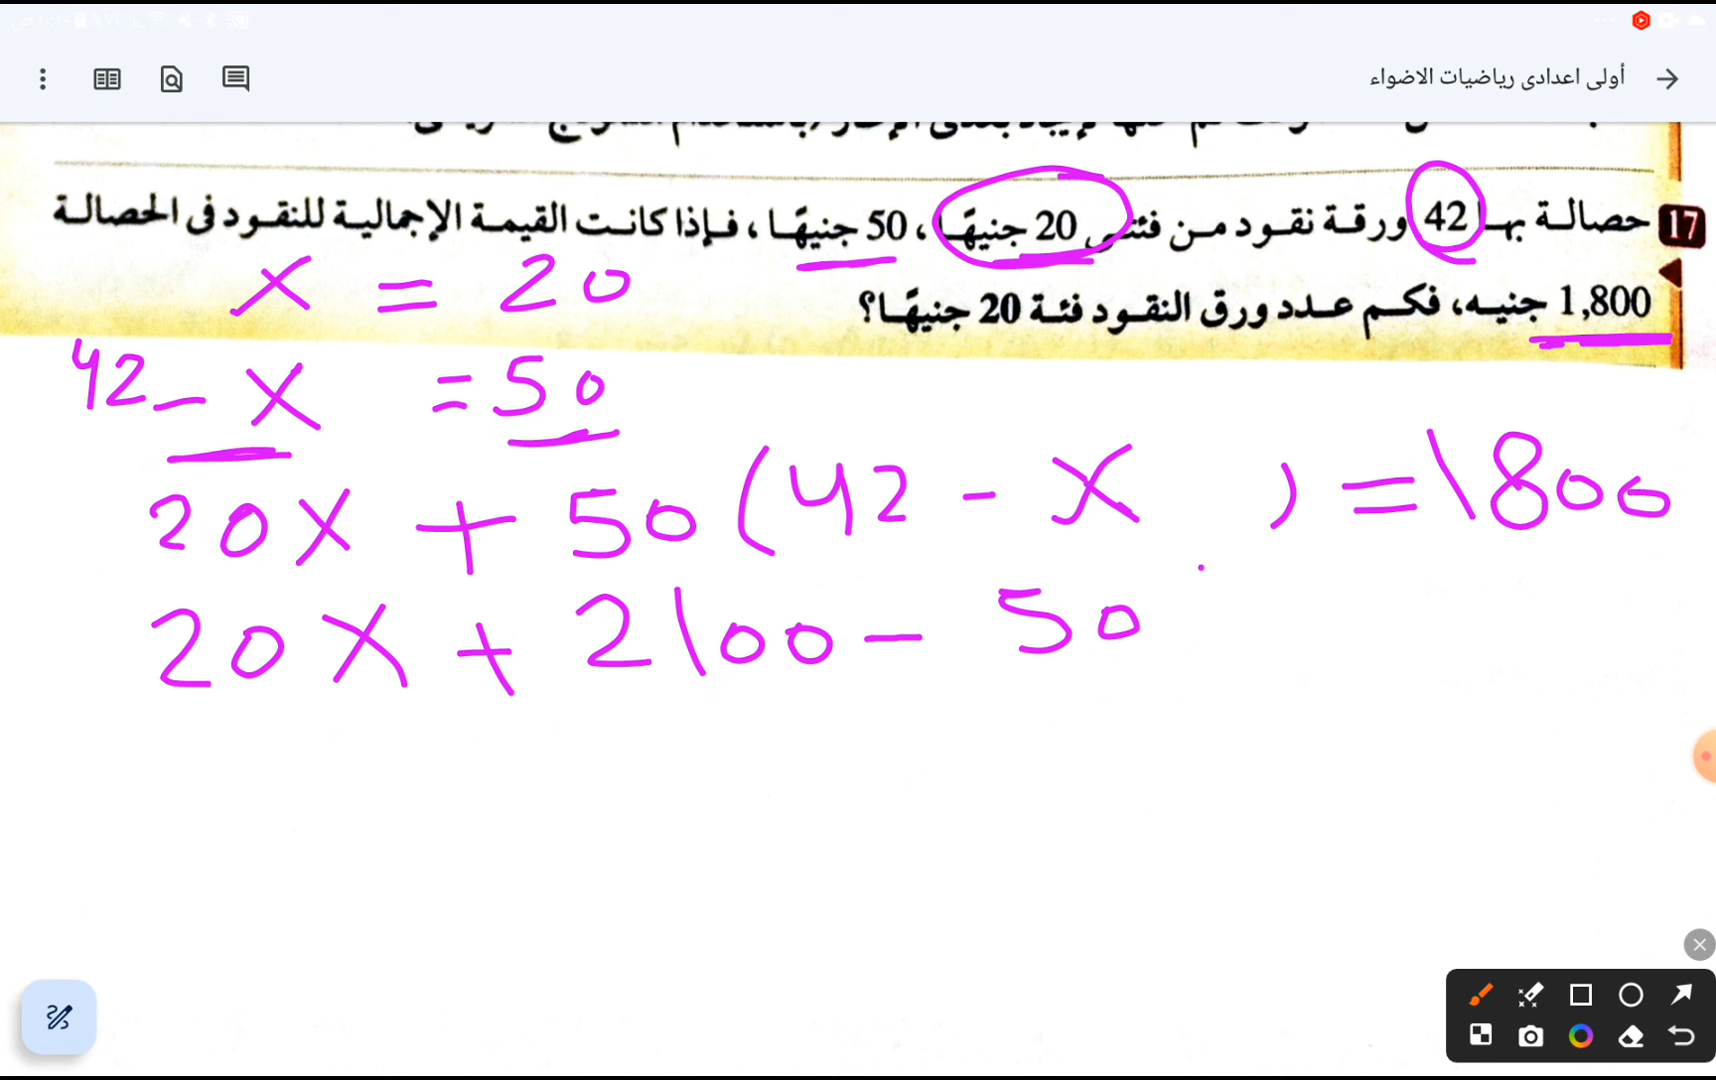 أولى اعدادى رياضيات الاضواء
17 حصالة بها 42 ورقة نقود من فئتى 20 جنيهًا، 50 جنيهًا، فإذا كانت القيمة الإجمالية للنقود فى الحصالة
1,800 جنيه، فكم عدد ورق النقود فئة 20 جنيهًا؟
x = 20
42 - x = 50
20x + 50(42 - x) = 1800
20x + 2100 - 50